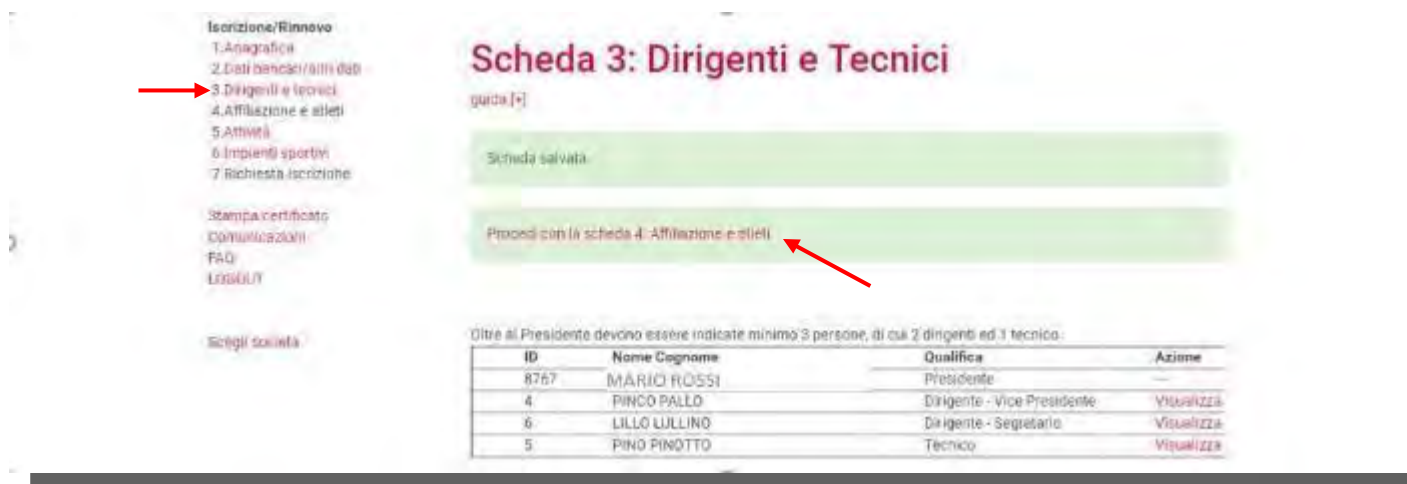 Iscrizione/Rinnovo
1.Anagrafica
2.Dati bancari/altri dati
3.Dirigenti e tecnici
4.Affiliazione e atleti
5.Attività
6.Impianti sportivi
7.Richiesta iscrizione
Stampa certificato
Comunicazioni
FAQ
LOGOUT
Scegli società
Scheda 3: Dirigenti e Tecnici
guida [+]
Scheda salvata.
Procedi con la scheda 4: Affiliazione e atleti
Oltre al Presidente devono essere indicate minimo 3 persone, di cui 2 dirigenti ed 1 tecnico.
ID Nome Cognome Qualifica Azione
8767 MARIO ROSSI Presidente ---
4 PINCO PALLO Dirigente - Vice Presidente Visualizza
6 LILLO LULLINO Dirigente - Segretario Visualizza
5 PINO PINOTTO Tecnico Visualizza